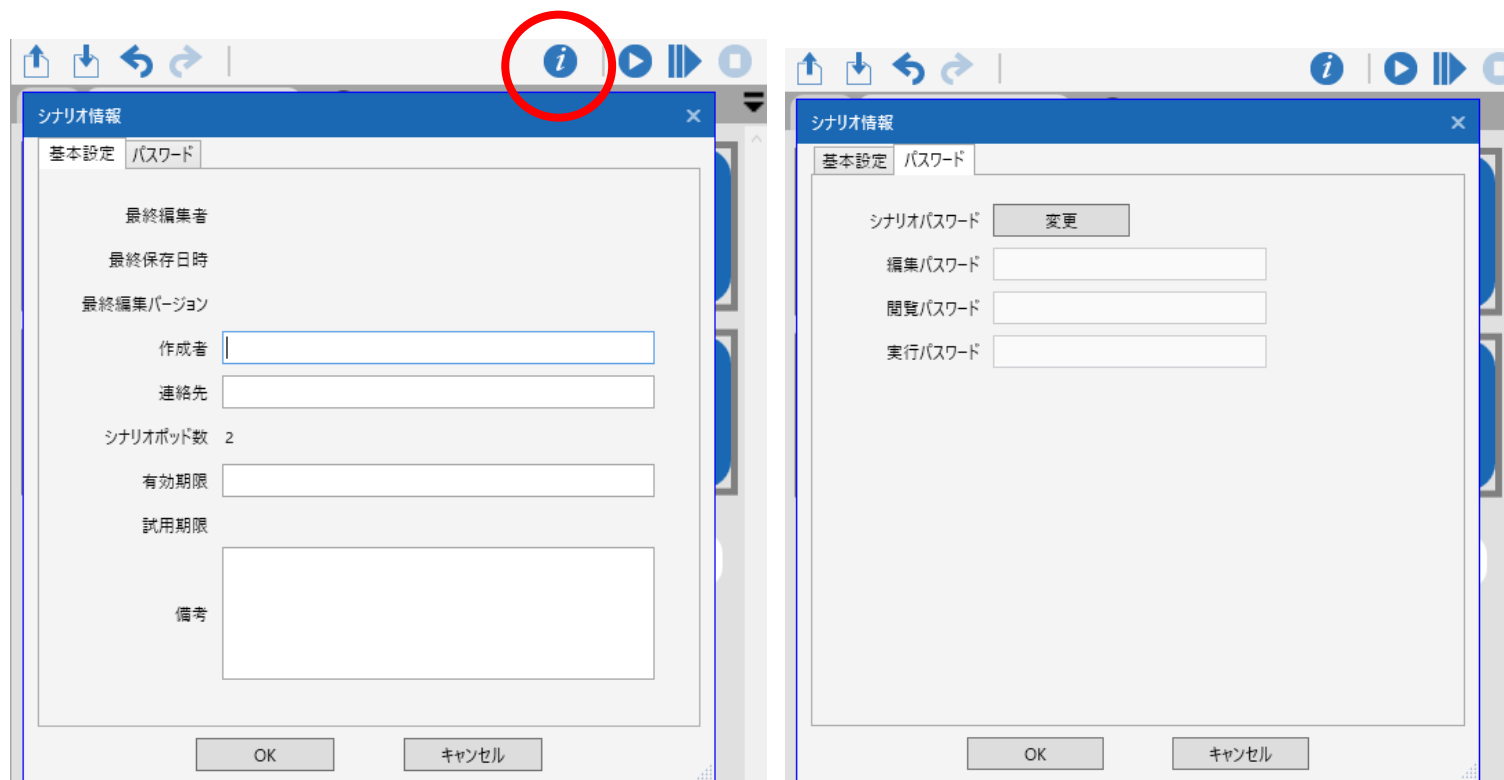 シナリオ情報
基本設定 パスワード
最終編集者
最終保存日時
最終編集バージョン
作成者
連絡先
シナリオポッド数 2
有効期限
試用期限
備考
OK キャンセル
シナリオ情報
基本設定 パスワード
シナリオパスワード 変更
編集パスワード
閲覧パスワード
実行パスワード
OK キャンセル